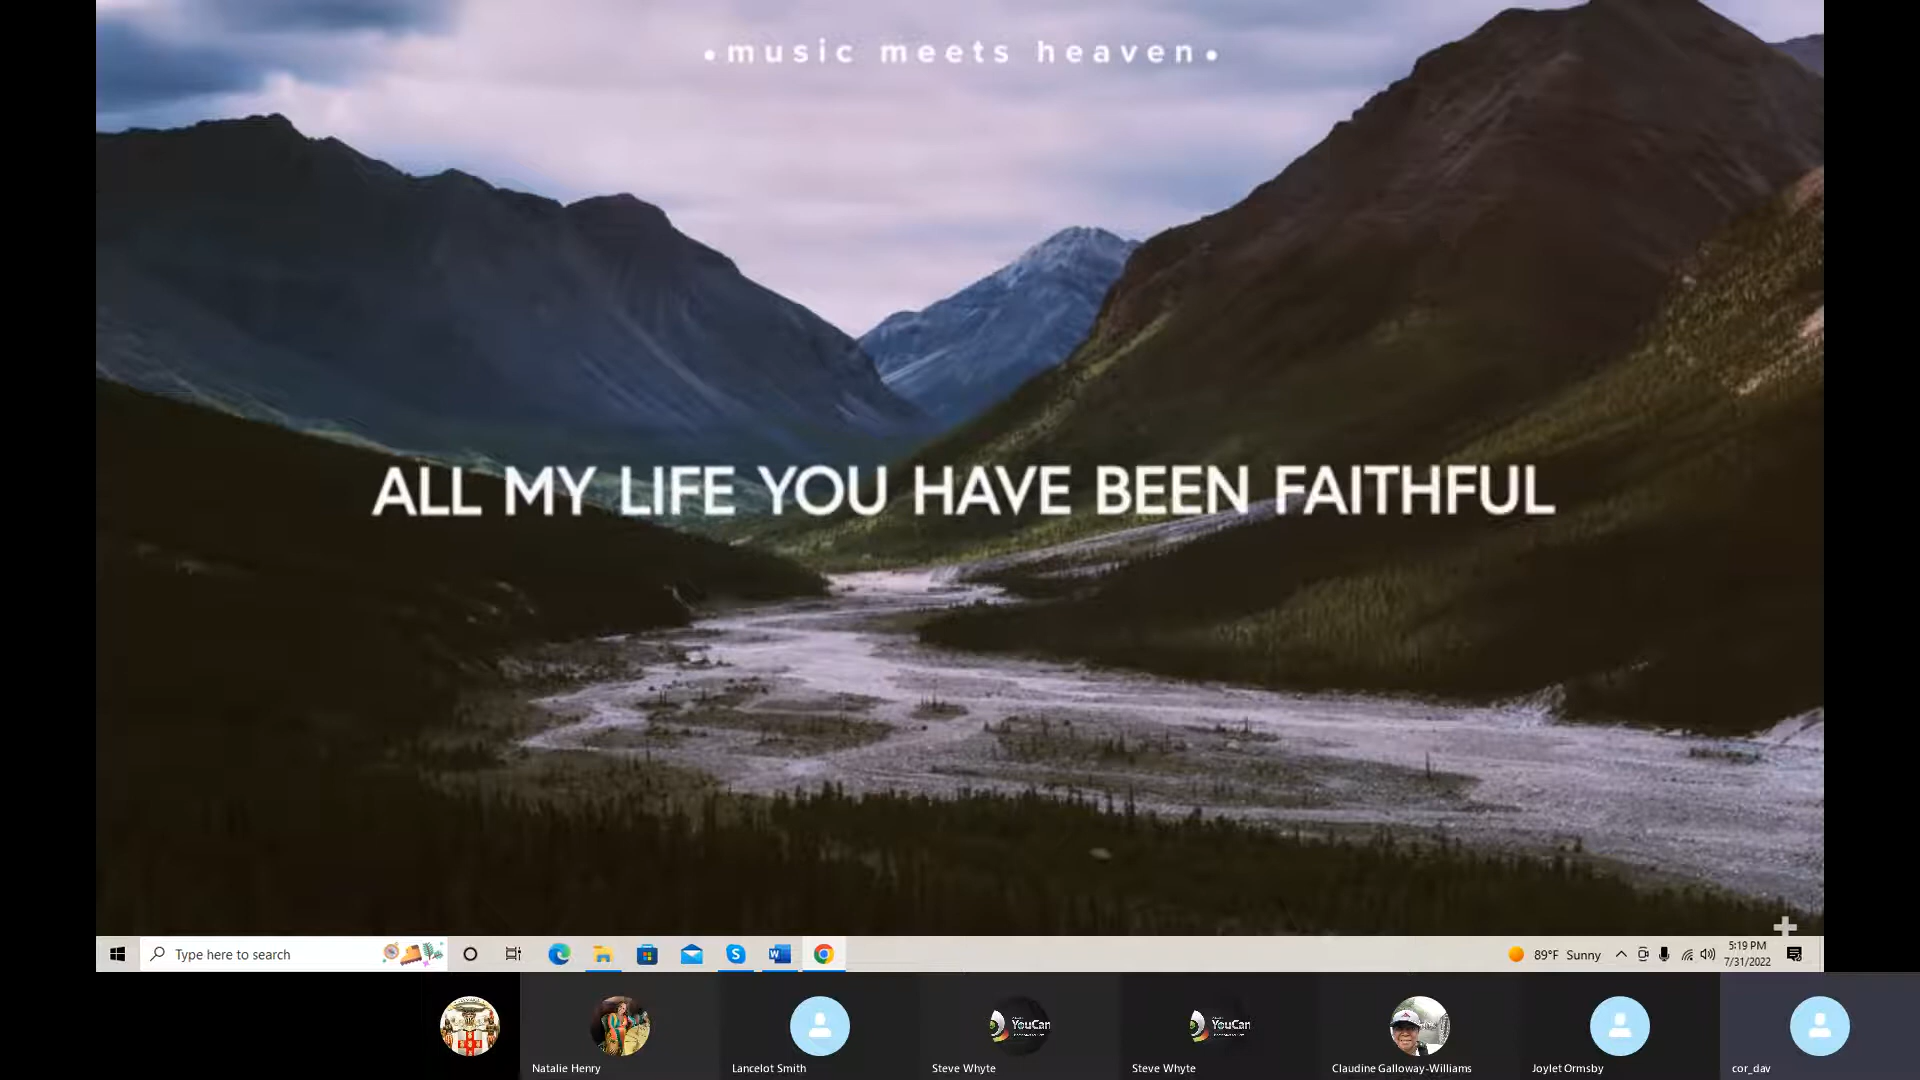 •music meets heaven•
ALL MY LIFE YOU HAVE BEEN FAITHFUL
Type here to search
89°F Sunny
5:19 PM
7/31/2022
YouCan
YouCan
Natalie Henry
Lancelot Smith
Steve Whyte
Steve Whyte
Claudine Galloway-Williams
Joylet Ormsby
cor_dav